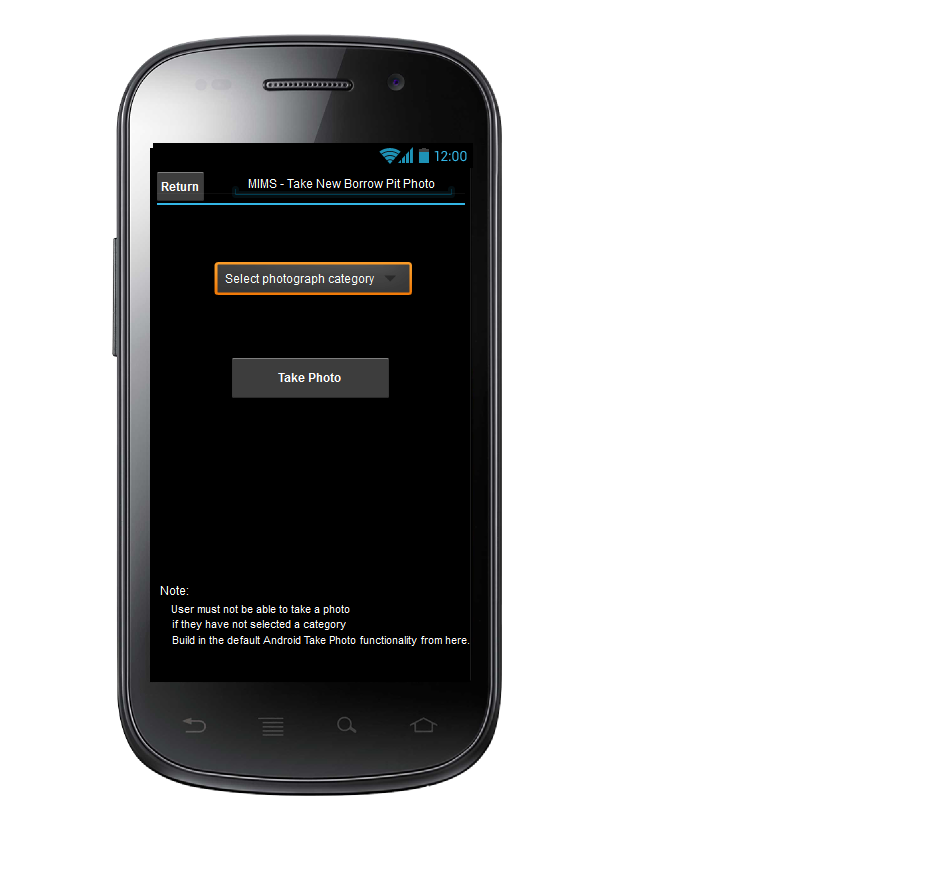 12:00
Return
MIMS - Take New Borrow Pit Photo
Select photograph category
Take Photo
Note:
User must not be able to take a photo
if they have not selected a category
Build in the default Android Take Photo functionality from here.